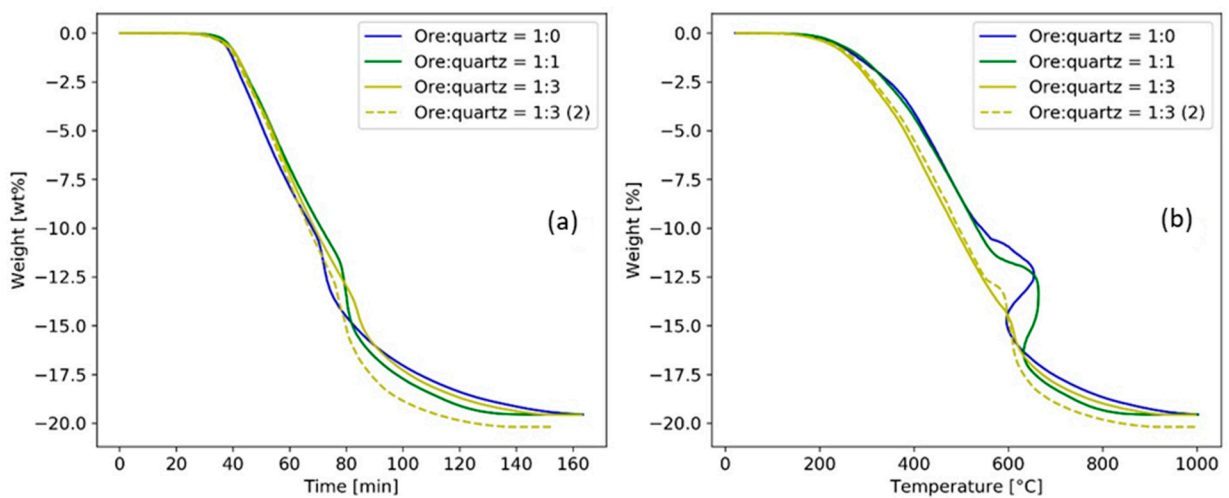 0.0
−2.5
−5.0
−7.5
−10.0
−12.5
−15.0
−17.5
−20.0
Weight [wt%]
Ore:quartz = 1:0
Ore:quartz = 1:1
Ore:quartz = 1:3
Ore:quartz = 1:3 (2)
(a)
0 20 40 60 80 100 120 140 160
Time [min]
0.0
−2.5
−5.0
−7.5
−10.0
−12.5
−15.0
−17.5
−20.0
Weight [%]
Ore:quartz = 1:0
Ore:quartz = 1:1
Ore:quartz = 1:3
Ore:quartz = 1:3 (2)
(b)
0 200 400 600 800 1000
Temperature [°C]